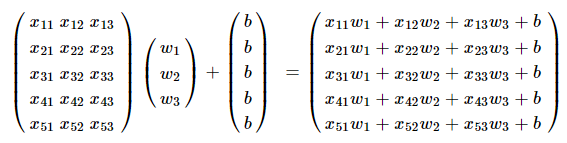 x₁₁ x₁₂ x₁₃ b x₁₁w₁ + x₁₂w₂ + x₁₃w₃ + b
x₂₁ x₂₂ x₂₃ w₁ b x₂₁w₁ + x₂₂w₂ + x₂₃w₃ + b
x₃₁ x₃₂ x₃₃ w₂ + b = x₃₁w₁ + x₃₂w₂ + x₃₃w₃ + b
x₄₁ x₄₂ x₄₃ w₃ b x₄₁w₁ + x₄₂w₂ + x₄₃w₃ + b
x₅₁ x₅₂ x₅₃ b x₅₁w₁ + x₅₂w₂ + x₅₃w₃ + b